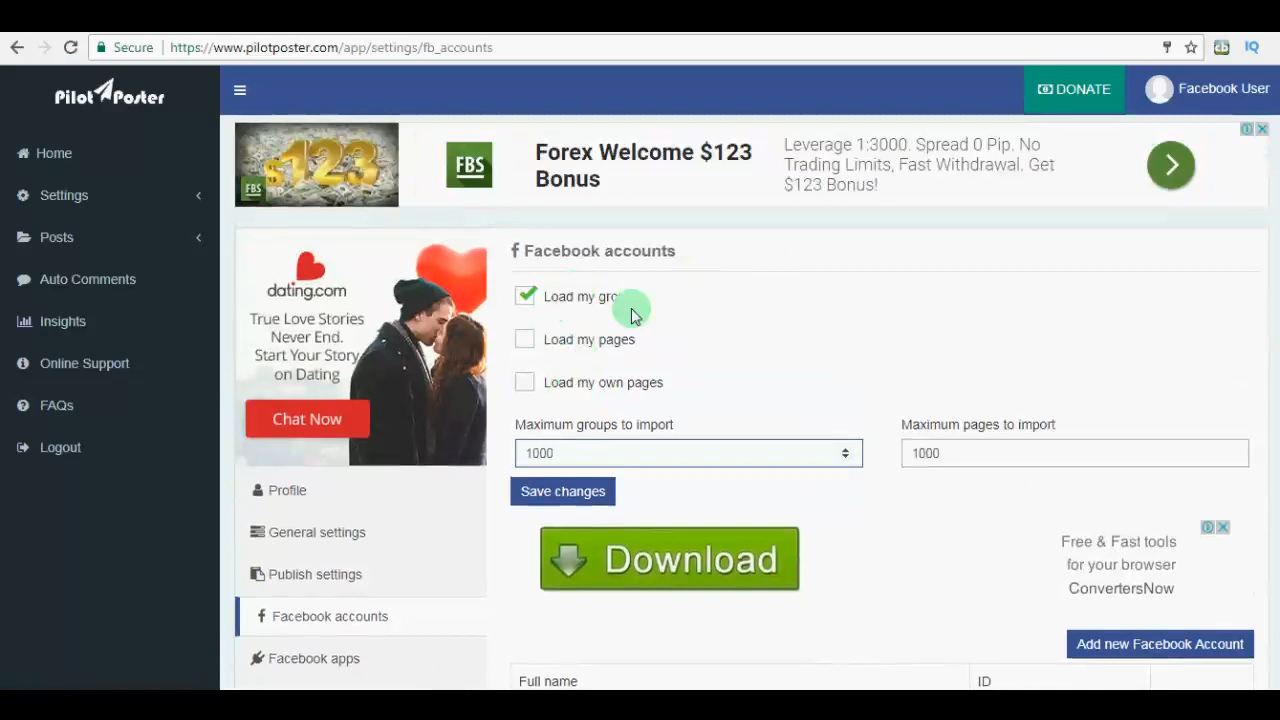 Secure https://www.pilotposter.com/app/settings/fb_accounts
IQ
Pilot Poster
DONATE
Facebook User
Home
Settings
Posts
Auto Comments
Insights
Online Support
FAQs
Logout
$123
FBS
FBS
Forex Welcome $123
Bonus
Leverage 1:3000. Spread 0 Pip. No
Trading Limits, Fast Withdrawal. Get
$123 Bonus!
dating.com
True Love Stories
Never End.
Start Your Story
on Dating
Chat Now
Profile
General settings
Publish settings
Facebook accounts
Facebook apps
Facebook accounts
Load my gro
Load my pages
Load my own pages
Maximum groups to import
1000
Maximum pages to import
1000
Save changes
Download
Free & Fast tools
for your browser
ConvertersNow
Add new Facebook Account
Full name
ID